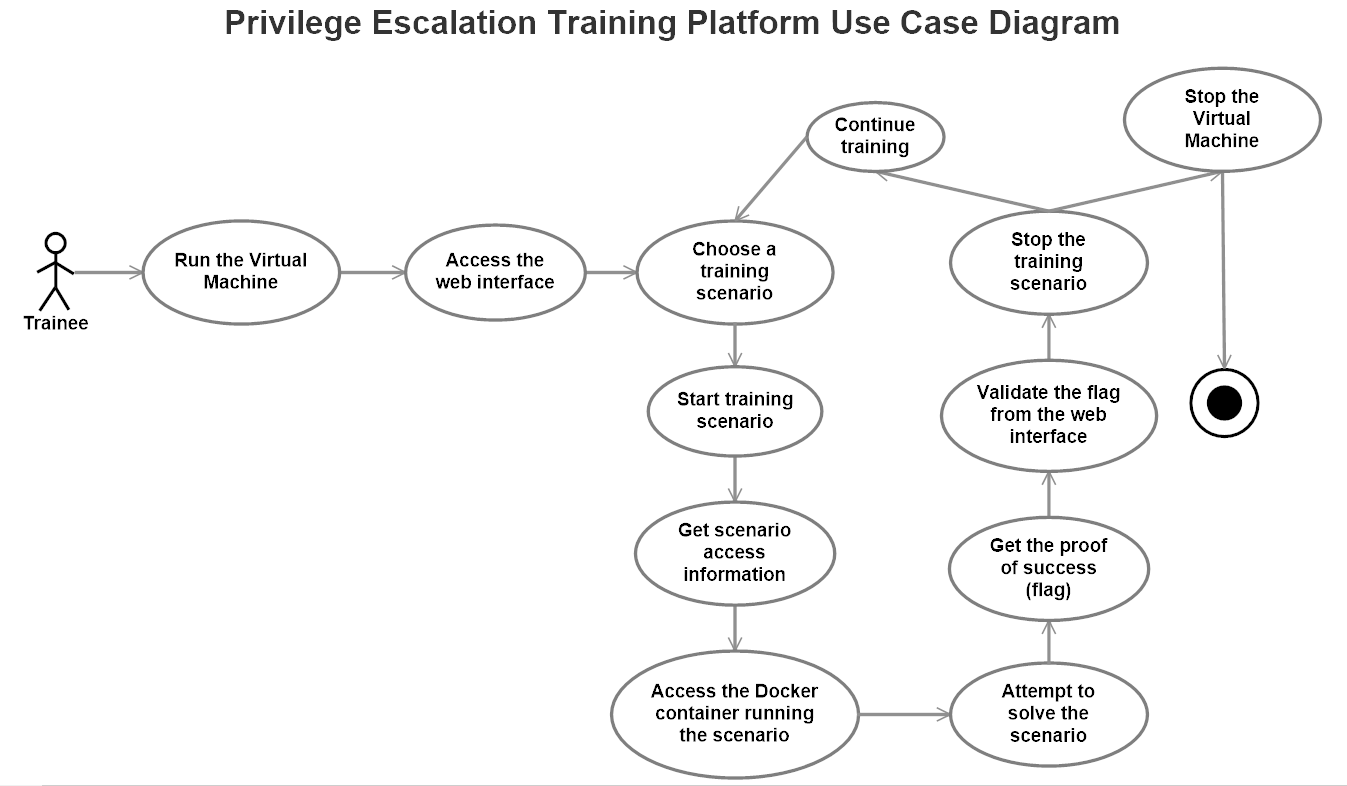 Privilege Escalation Training Platform Use Case Diagram
Trainee
Run the Virtual
Machine
Access the
web interface
Choose a
training
scenario
Start training
scenario
Get scenario
access
information
Access the Docker
container running
the scenario
Attempt to
solve the
scenario
Get the proof
of success
(flag)
Validate the flag
from the web
interface
Stop the
training
scenario
Continue
training
Stop the
Virtual
Machine